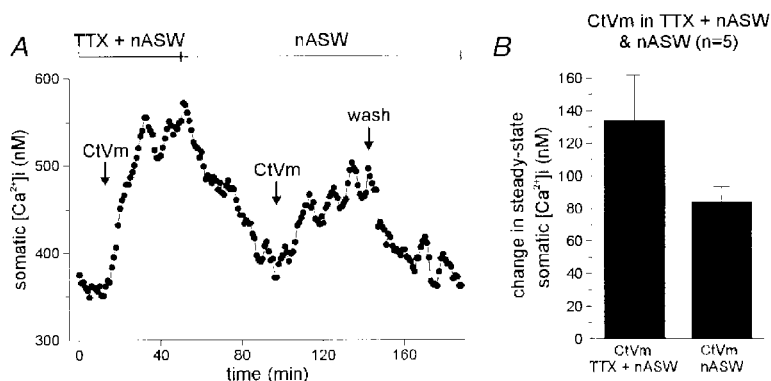 A
TTX + nASW
nASW
600
500
400
300
somatic [Ca²⁺]i (nM)
CtVm
CtVm
wash
0
40
80
120
160
time (min)
B
CtVm in TTX + nASW
& nASW (n=5)
160
140
120
100
80
60
40
20
0
change in steady-state
somatic [Ca²⁺]i (nM)
CtVm
TTX + nASW
CtVm
nASW